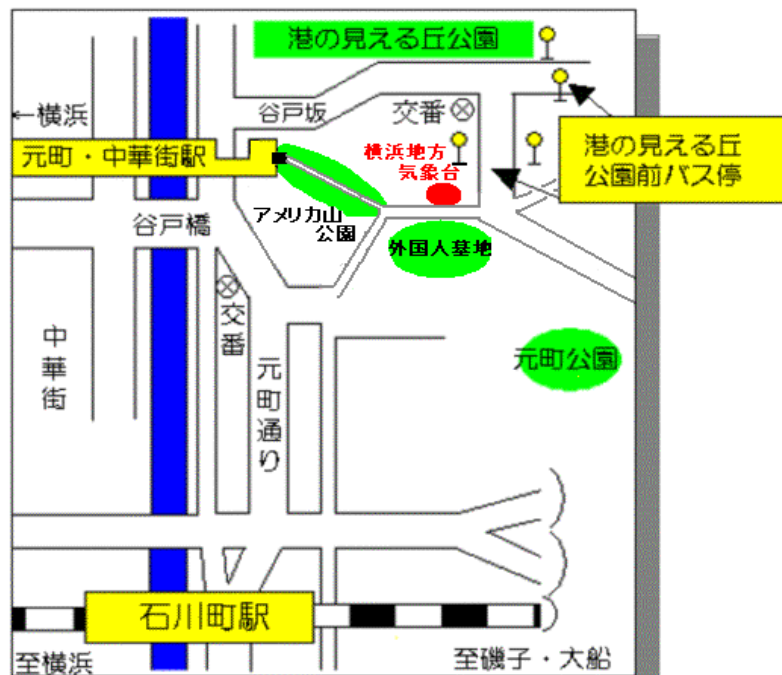 港の見える丘公園
←横浜
谷戸坂
交番
元町・中華街駅
横浜地方
気象台
港の見える丘
公園前バス停
アメリカ山
公園
谷戸橋
外国人墓地
交番
中華街
元町公園
元町通り
石川町駅
至横浜
至磯子・大船